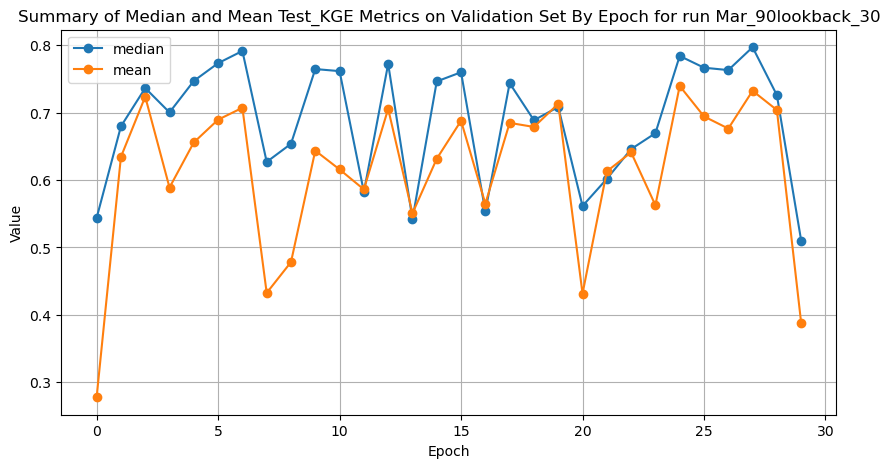 Summary of Median and Mean Test_KGE Metrics on Validation Set By Epoch for run Mar_90lookback_30
median
mean
Value
0.8
0.7
0.6
0.5
0.4
0.3
0 5 10 15 20 25 30
Epoch